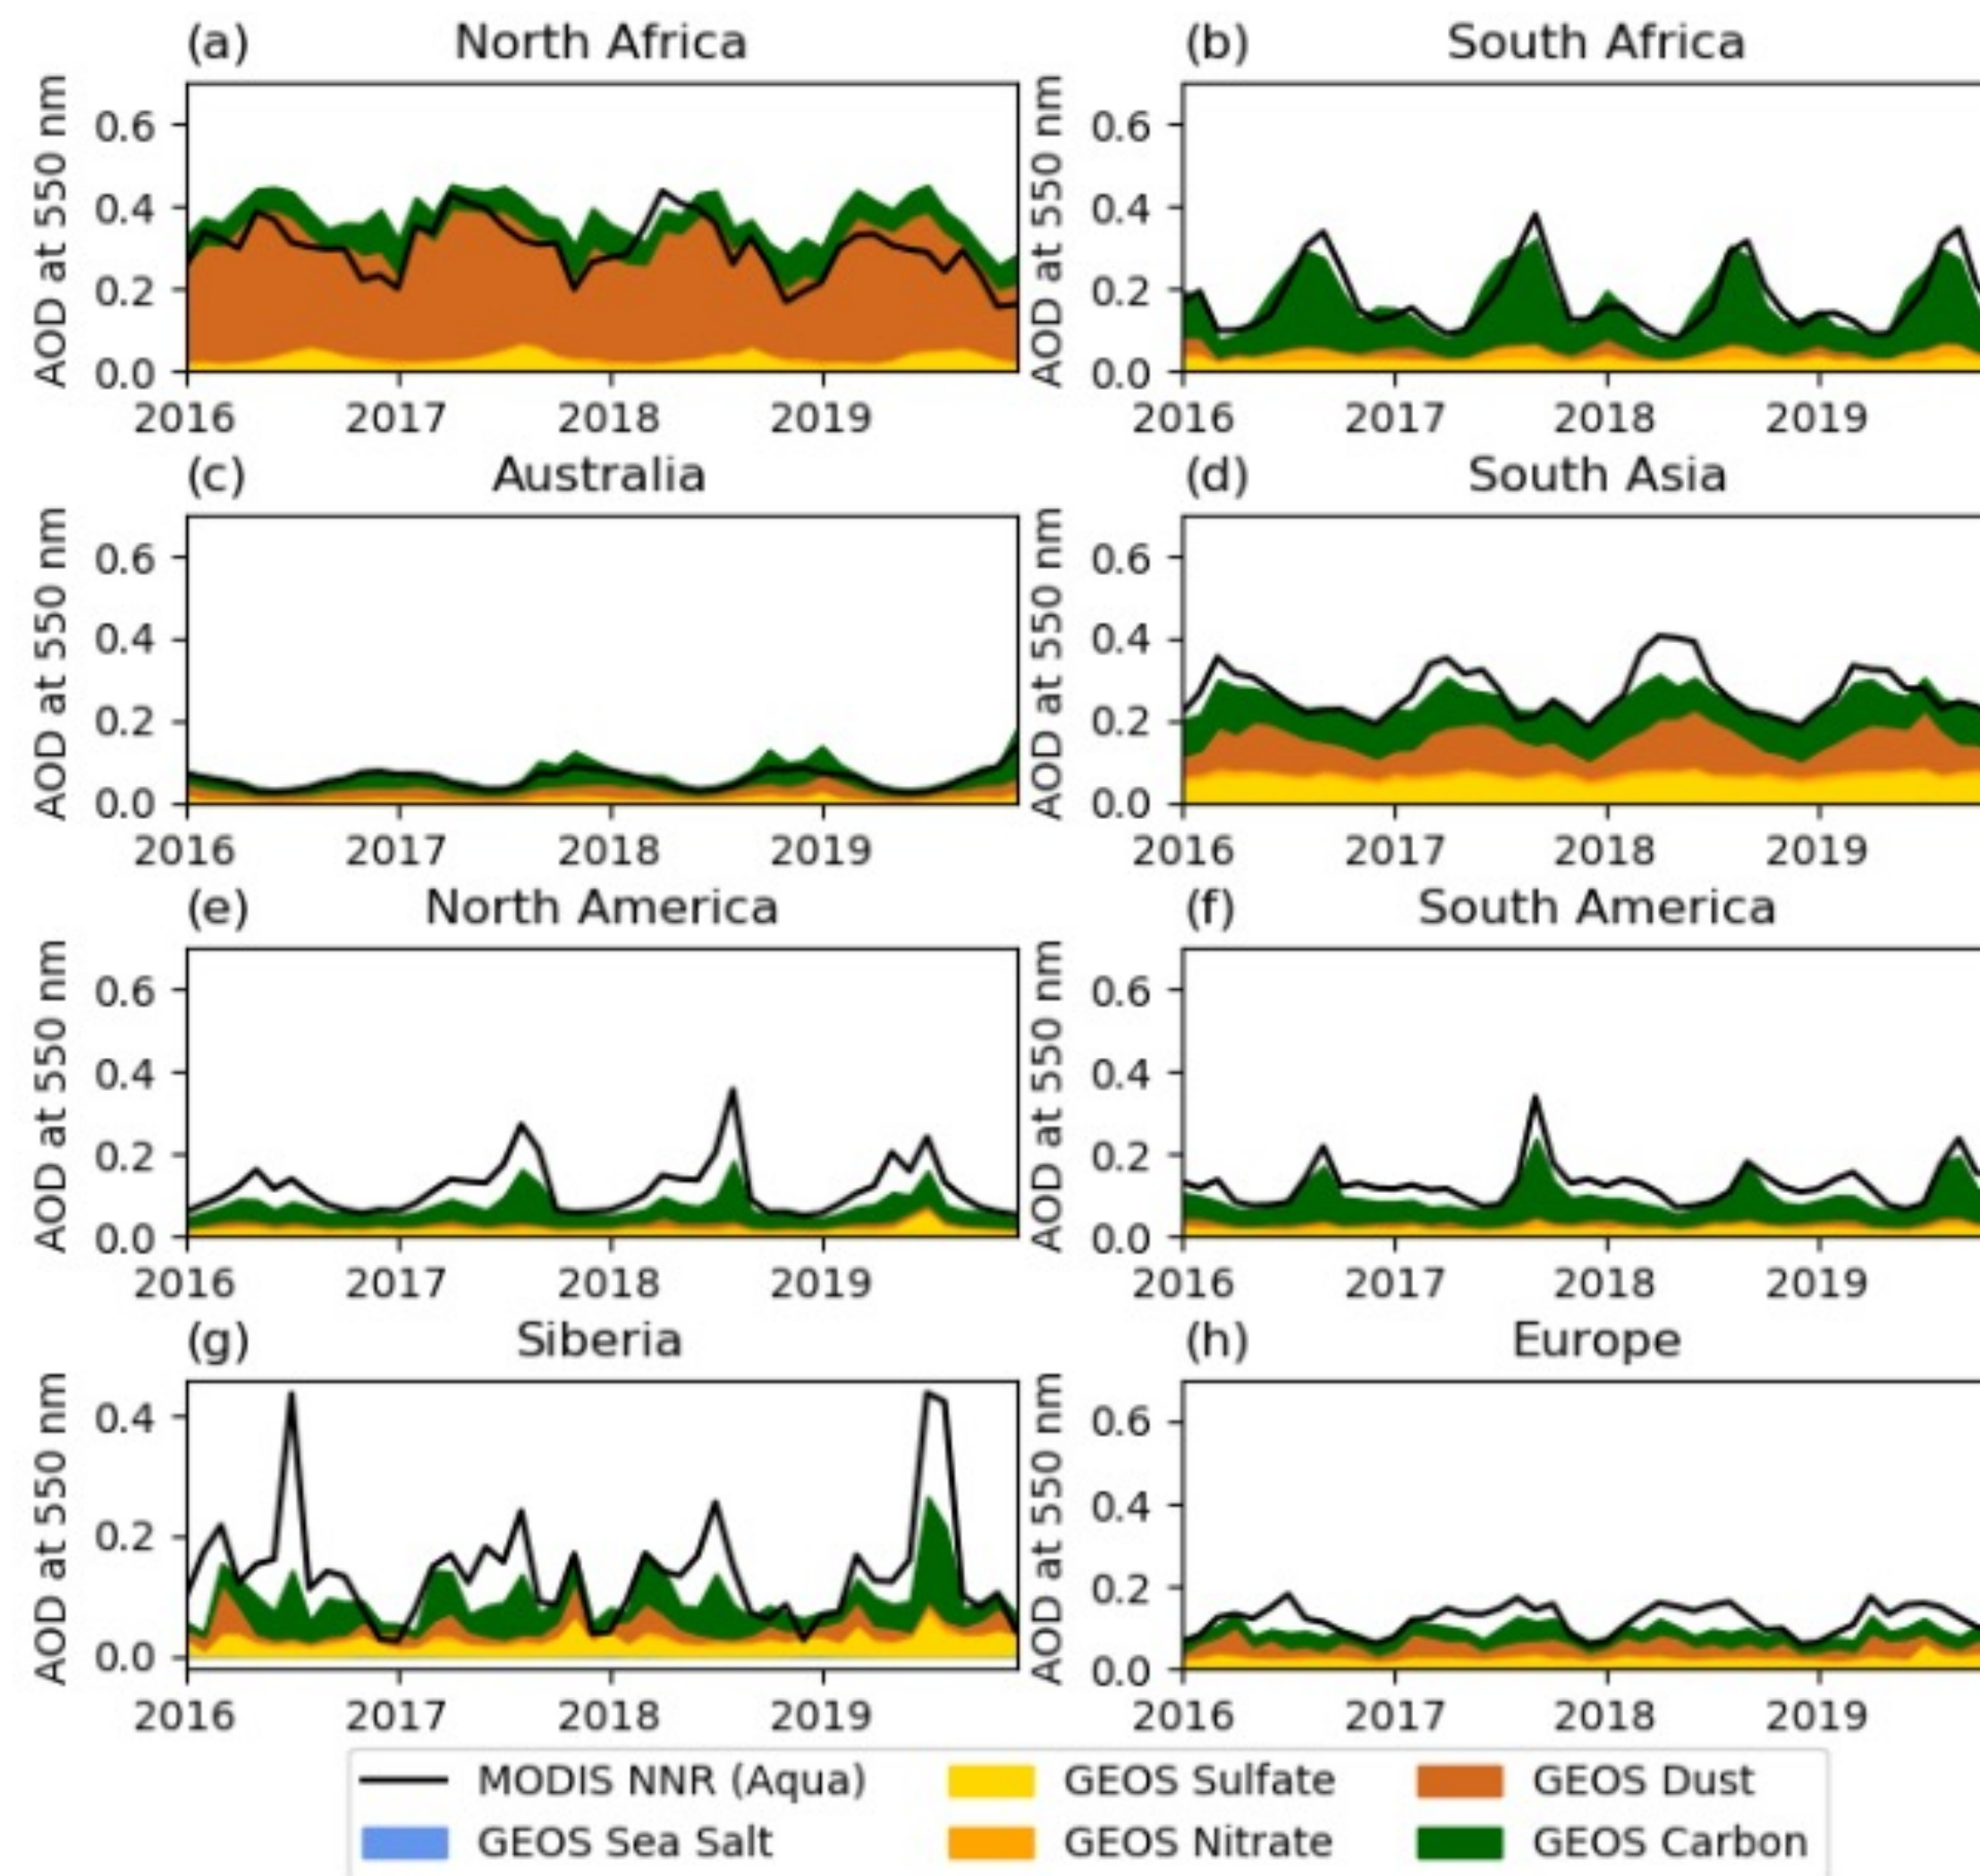 (a) North Africa
(b) South Africa
AOD at 550 nm
0.6
0.4
0.2
0.0
2016 2017 2018 2019
AOD at 550 nm
0.6
0.4
0.2
0.0
2016 2017 2018 2019
(c) Australia
(d) South Asia
AOD at 550 nm
0.6
0.4
0.2
0.0
2016 2017 2018 2019
AOD at 550 nm
0.6
0.4
0.2
0.0
2016 2017 2018 2019
(e) North America
(f) South America
AOD at 550 nm
0.6
0.4
0.2
0.0
2016 2017 2018 2019
AOD at 550 nm
0.6
0.4
0.2
0.0
2016 2017 2018 2019
(g) Siberia
(h) Europe
AOD at 550 nm
0.4
0.2
0.0
2016 2017 2018 2019
AOD at 550 nm
0.6
0.4
0.2
0.0
2016 2017 2018 2019
MODIS NNR (Aqua) GEOS Sulfate GEOS Dust
GEOS Sea Salt GEOS Nitrate GEOS Carbon